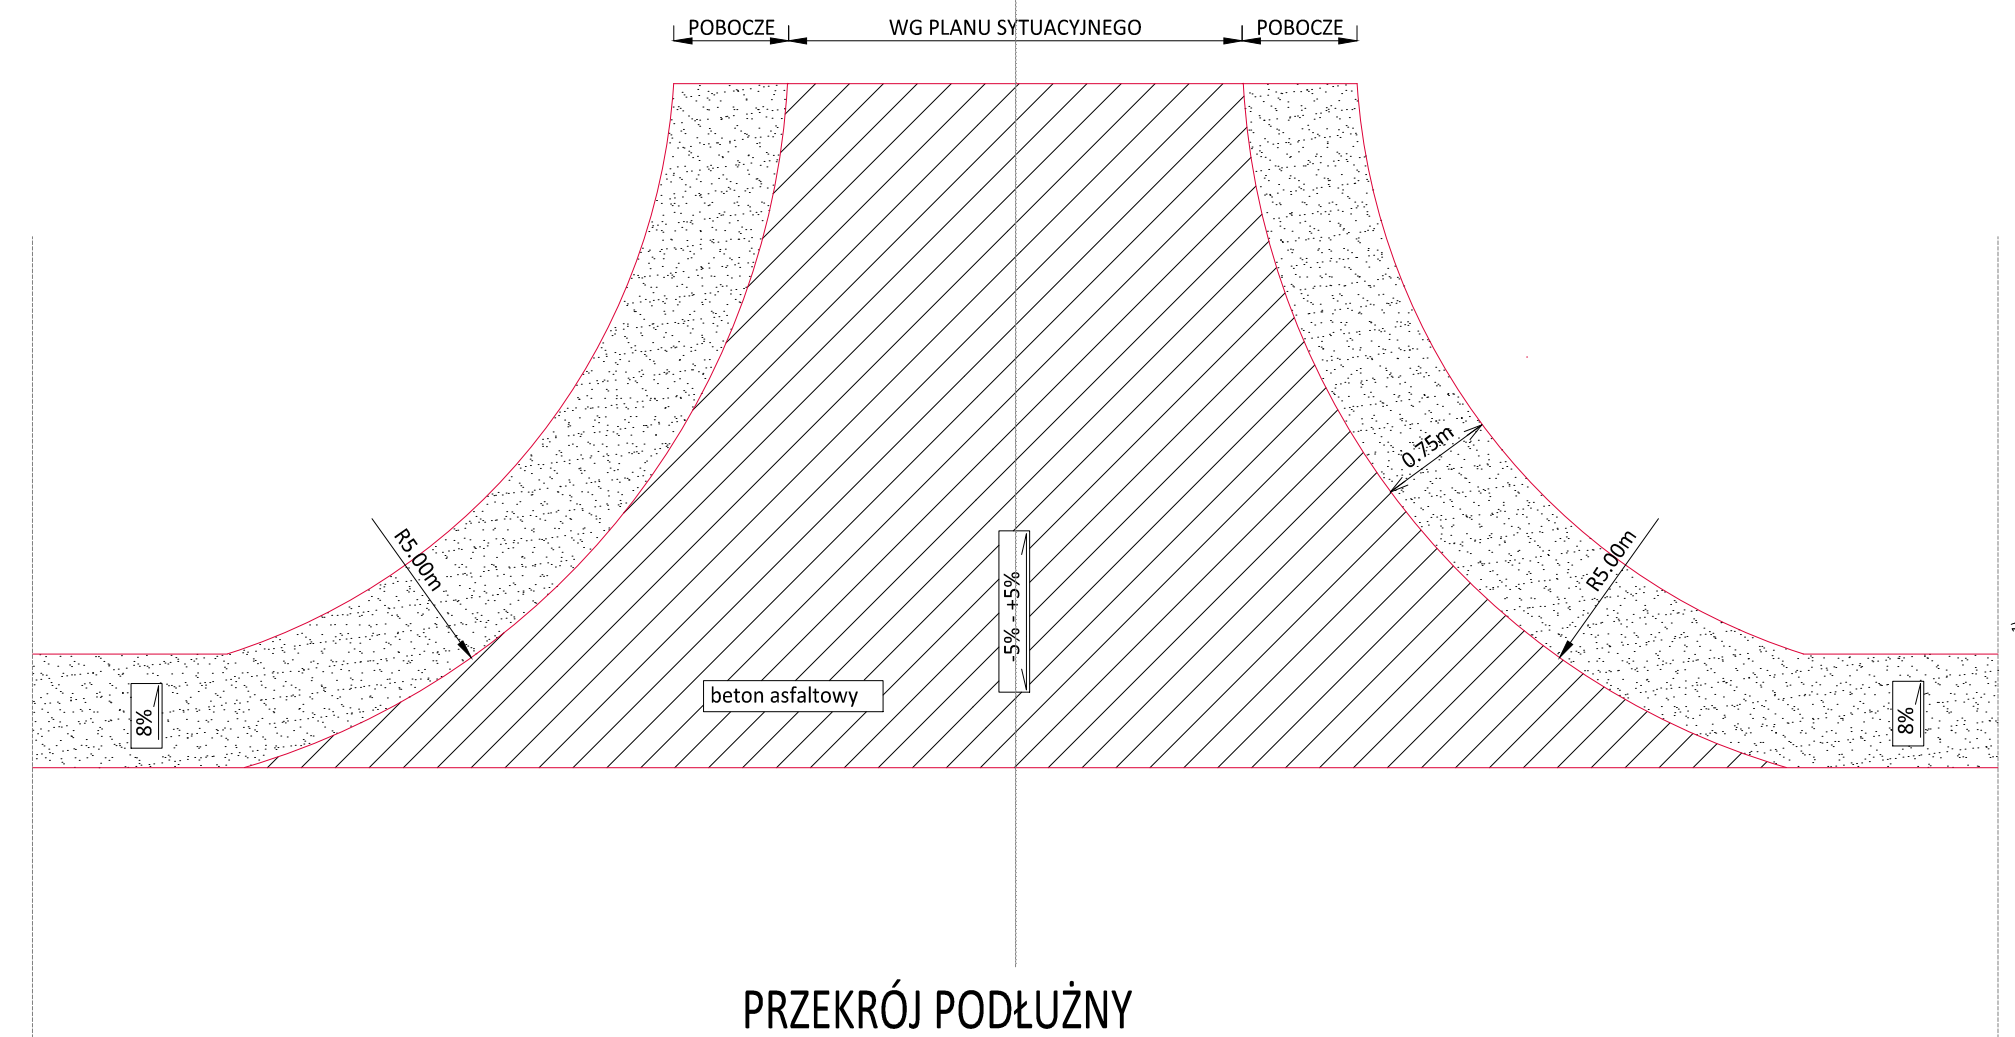 POBOCZE WG PLANU SYTUACYJNEGO POBOCZE
0.75m
R5.00m R5.00m
-5% - +5%
beton asfaltowy
8% 8%
PRZEKRÓJ PODŁUŻNY